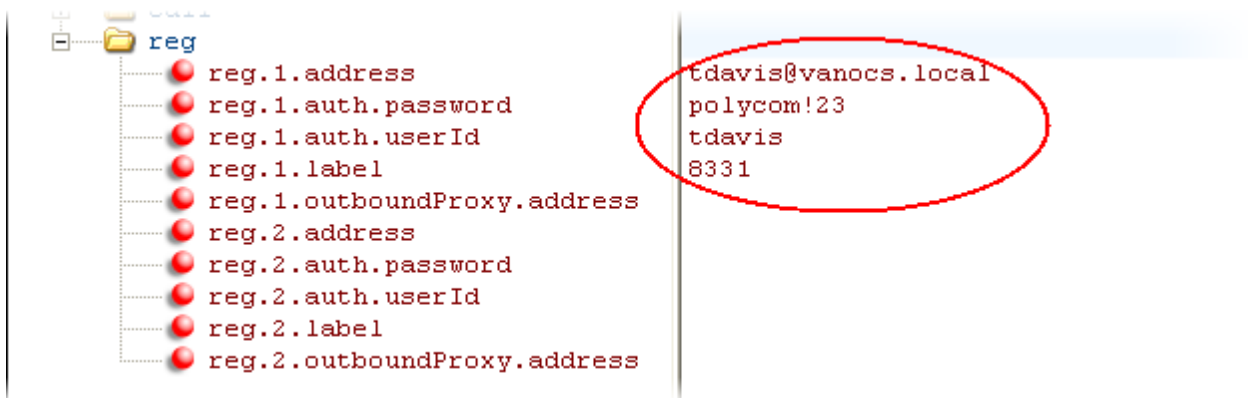 reg
reg.1.address tdavis@vanocs.local
reg.1.auth.password polycom!23
reg.1.auth.userId tdavis
reg.1.label 8331
reg.1.outboundProxy.address
reg.2.address
reg.2.auth.password
reg.2.auth.userId
reg.2.label
reg.2.outboundProxy.address